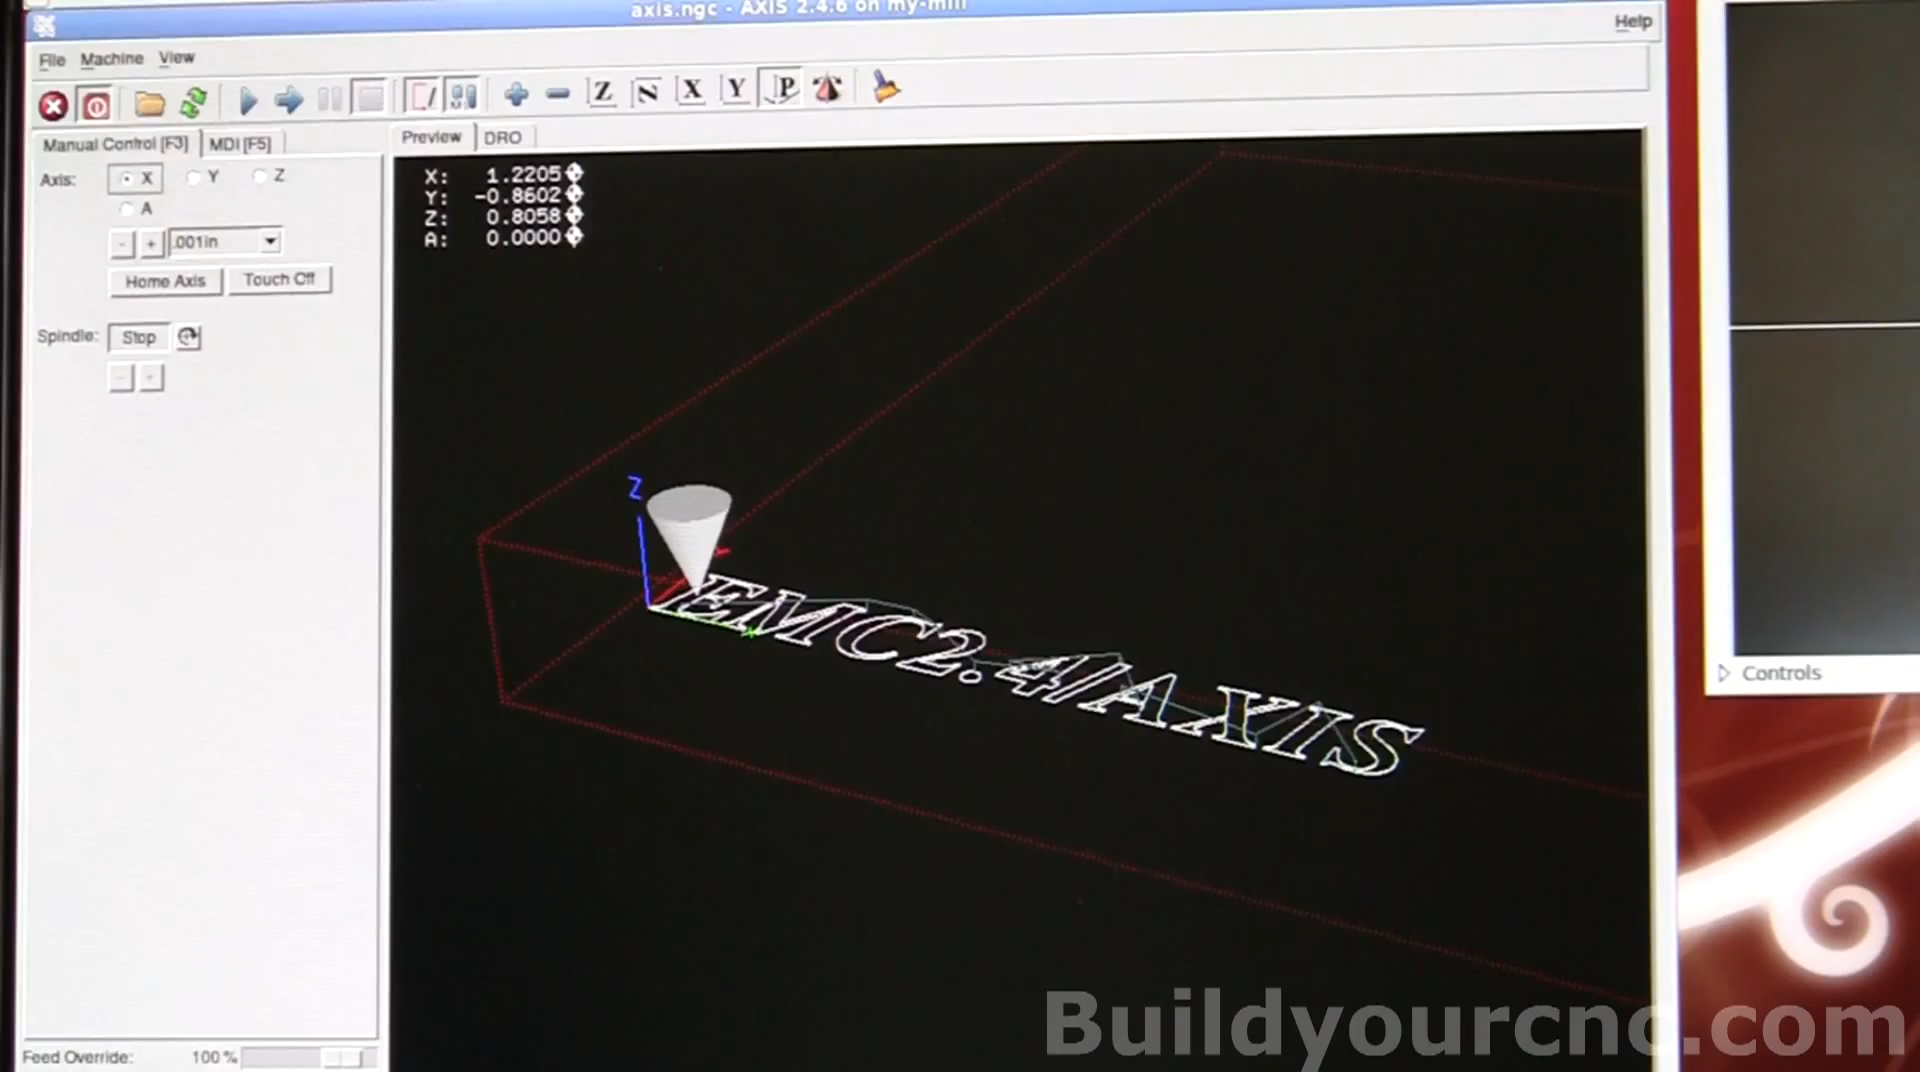 axis.ngc - AXIS 2.4.6 on my-mill
File Machine View Help
Z N X Y P
Manual Control [F3] MDI [F5]
Preview DRO
Axis: X Y Z
A
- + .001in
Home Axis Touch Off
Spindle: Stop
- +
Feed Override: 100 %
X: 1.2205
Y: -0.8602
Z: 0.8058
A: 0.0000
Z
EMC2.4/AXIS
Controls
Buildyourcnc.com